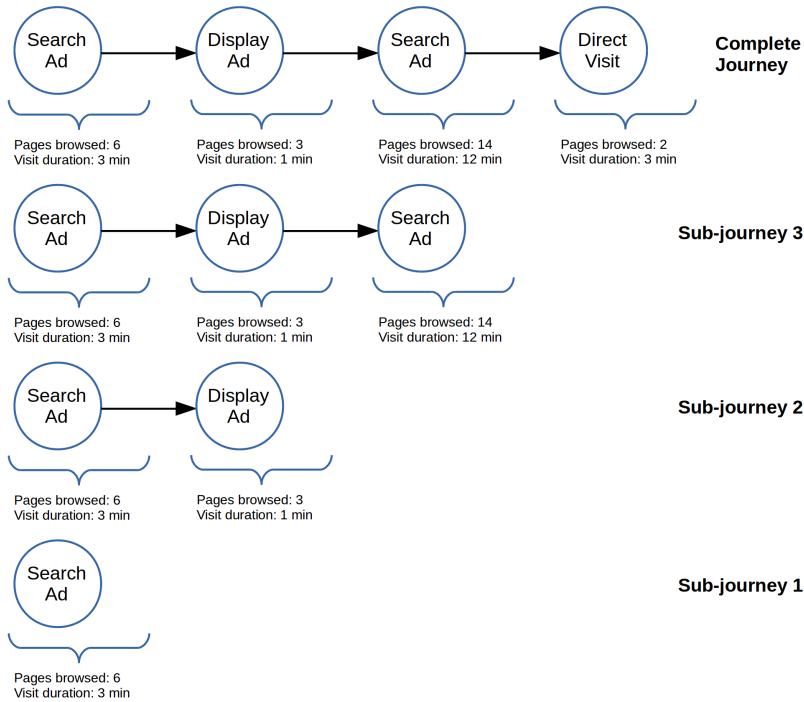 Search
Ad
Display
Ad
Search
Ad
Direct
Visit
Complete
Journey
Pages browsed: 6
Visit duration: 3 min
Pages browsed: 3
Visit duration: 1 min
Pages browsed: 14
Visit duration: 12 min
Pages browsed: 2
Visit duration: 3 min
Search
Ad
Display
Ad
Search
Ad
Sub-journey 3
Pages browsed: 6
Visit duration: 3 min
Pages browsed: 3
Visit duration: 1 min
Pages browsed: 14
Visit duration: 12 min
Search
Ad
Display
Ad
Sub-journey 2
Pages browsed: 6
Visit duration: 3 min
Pages browsed: 3
Visit duration: 1 min
Search
Ad
Sub-journey 1
Pages browsed: 6
Visit duration: 3 min